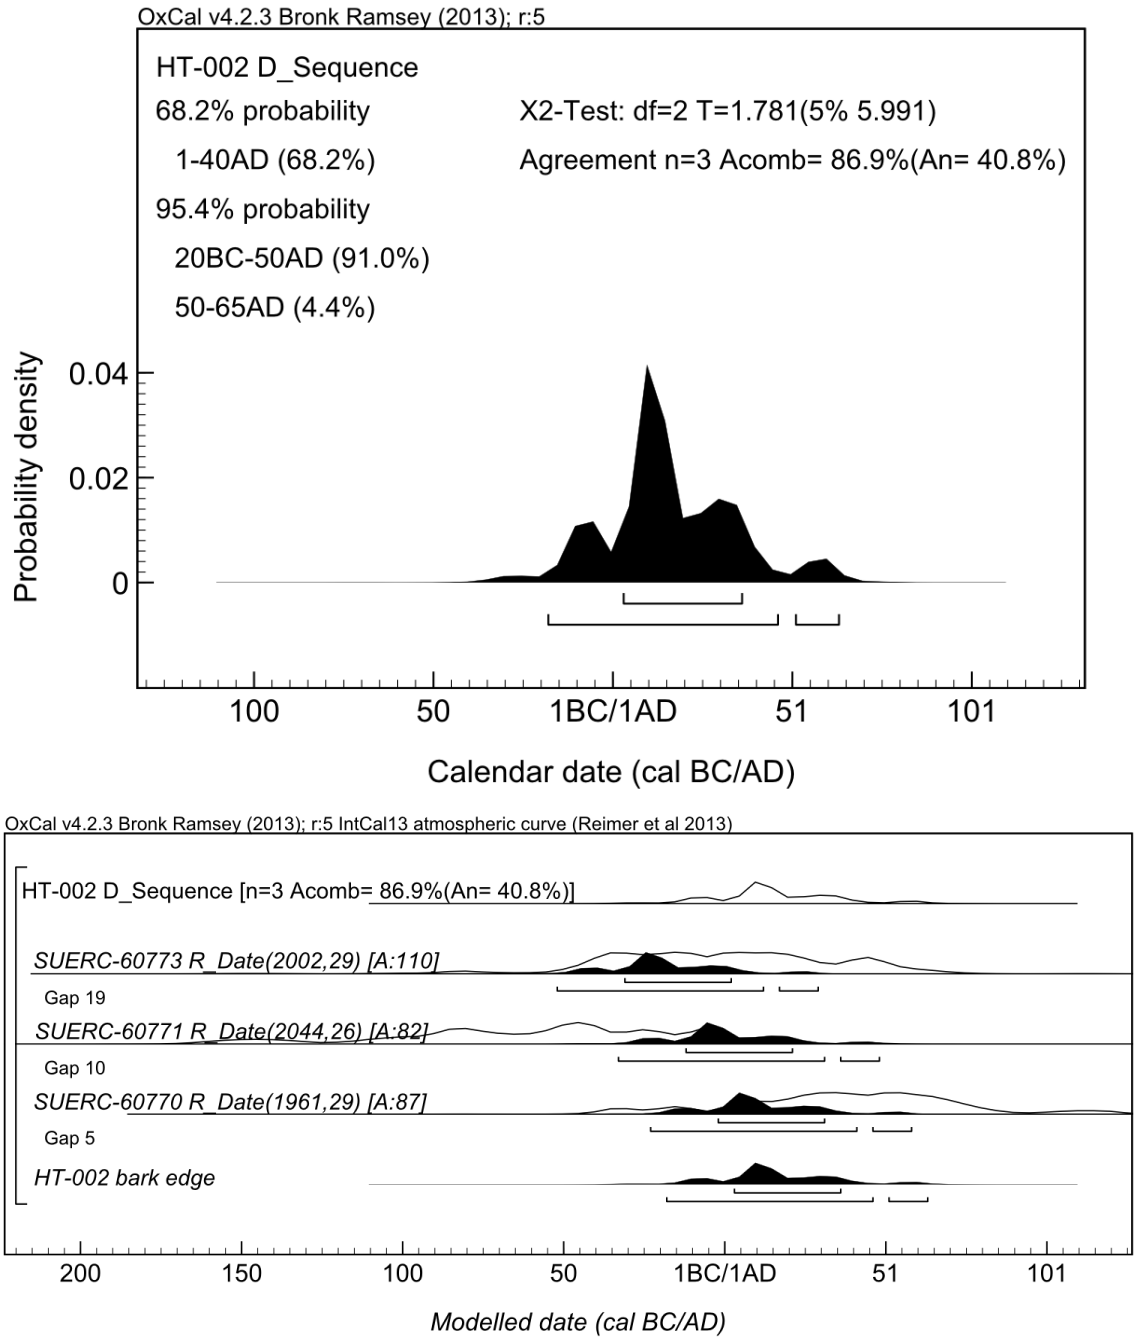 OxCal v4.2.3 Bronk Ramsey (2013); r:5
HT-002 D_Sequence
68.2% probability
1-40AD (68.2%)
95.4% probability
20BC-50AD (91.0%)
50-65AD (4.4%)
X2-Test: df=2 T=1.781(5% 5.991)
Agreement n=3 Acomb= 86.9%(An= 40.8%)
Probability density
0.04
0.02
0
100 50 1BC/1AD 51 101
Calendar date (cal BC/AD)
OxCal v4.2.3 Bronk Ramsey (2013); r:5 IntCal13 atmospheric curve (Reimer et al 2013)
HT-002 D_Sequence [n=3 Acomb= 86.9%(An= 40.8%)]
SUERC-60773 R_Date(2002,29) [A:110]
Gap 19
SUERC-60771 R_Date(2044,26) [A:82]
Gap 10
SUERC-60770 R_Date(1961,29) [A:87]
Gap 5
HT-002 bark edge
200 150 100 50 1BC/1AD 51 101
Modelled date (cal BC/AD)